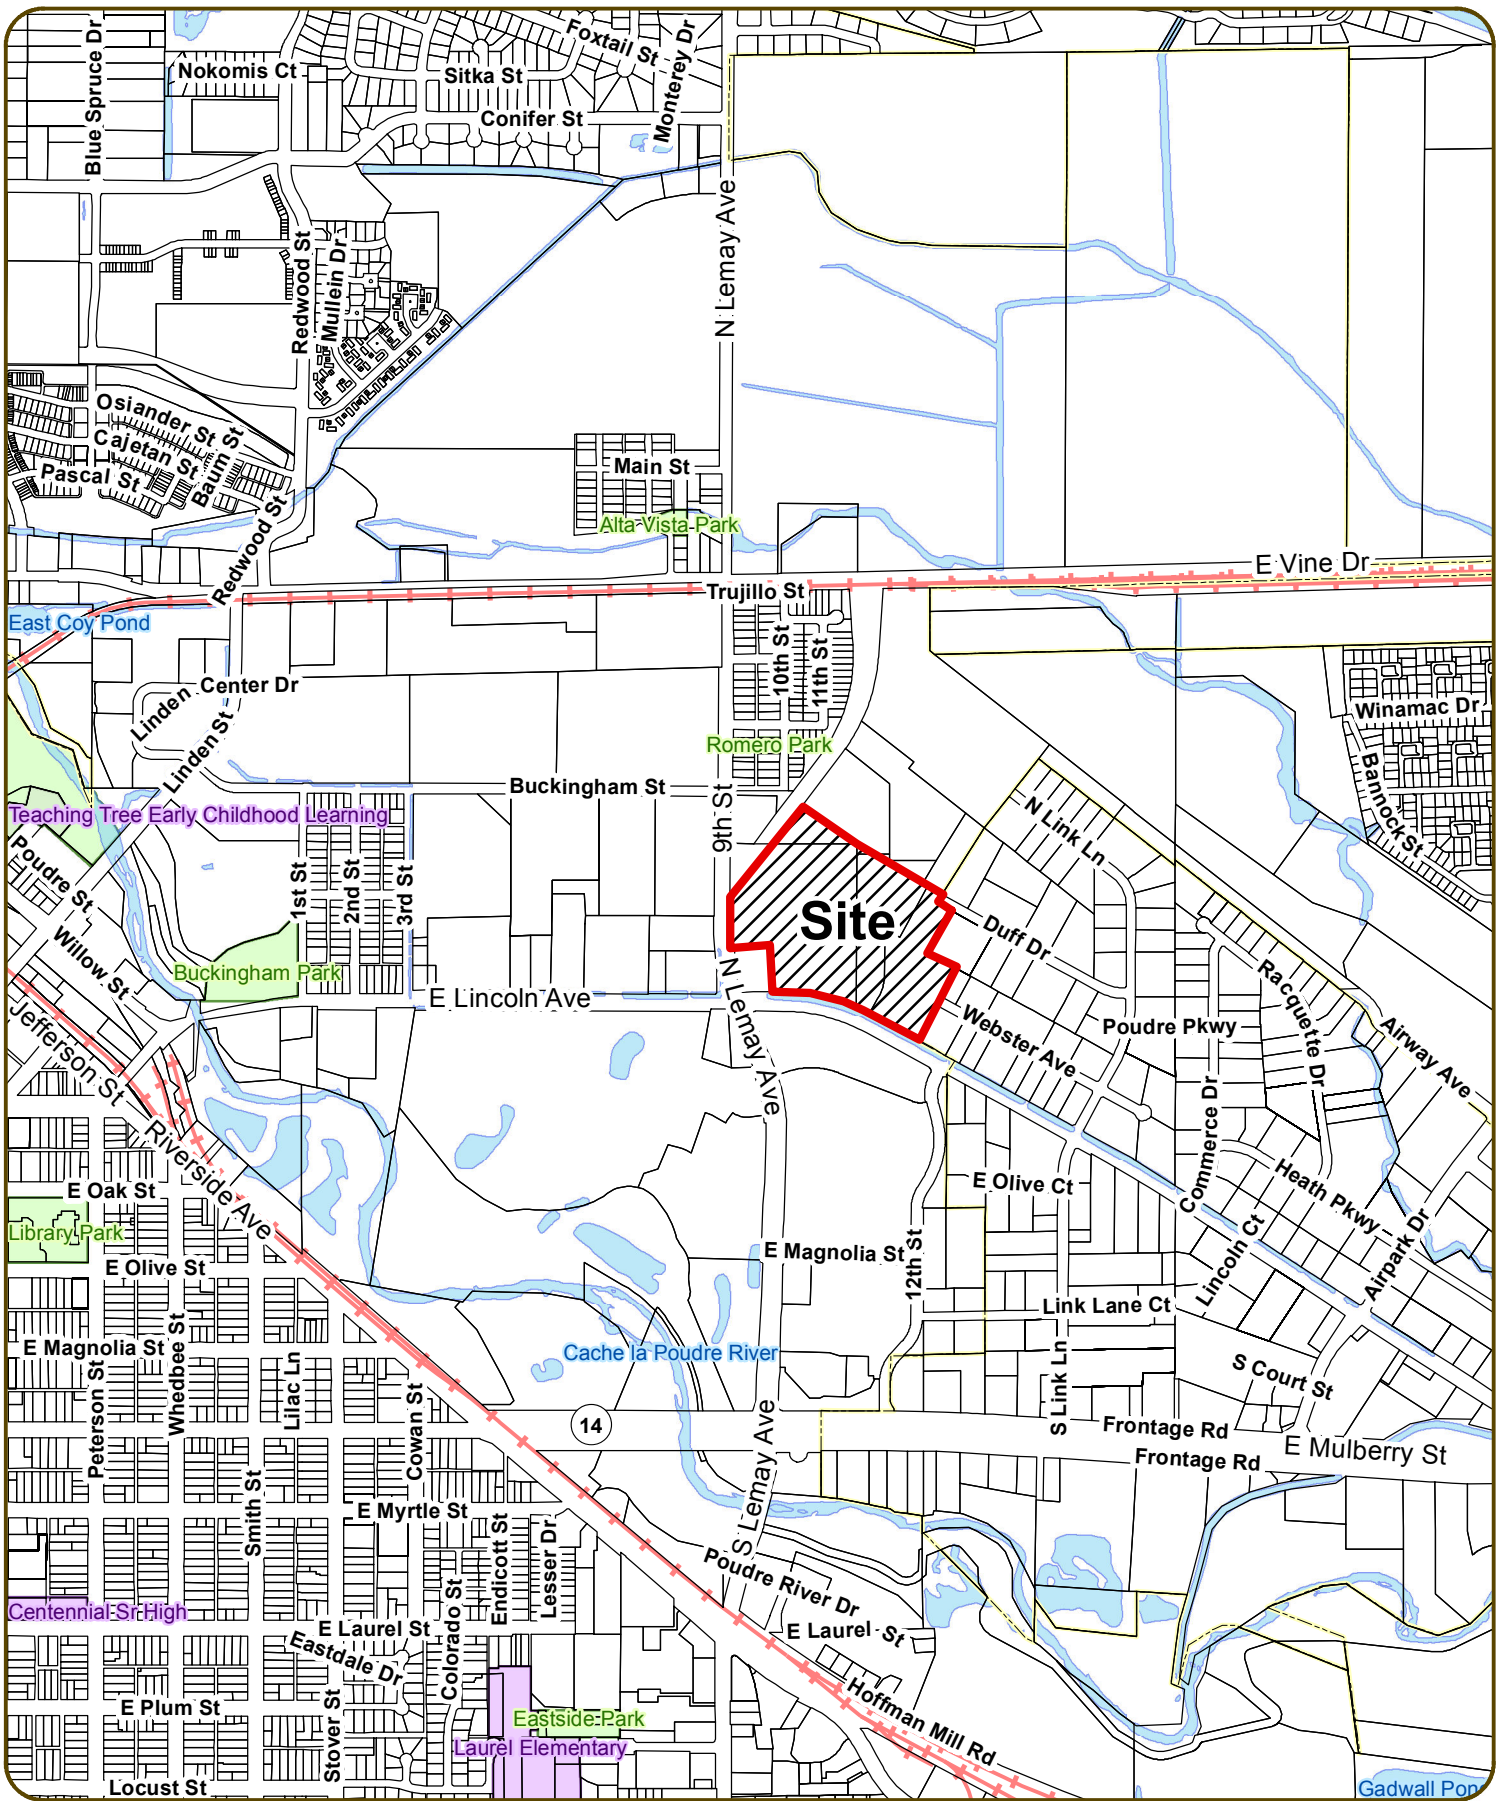 Blue Spruce Dr
Nokomis Ct
Foxtail St
Sitka St
Monterey Dr
Conifer St
N Lemay Ave
Redwood St
Mullein Dr
Osiander St
Cajetan St
Baum St
Pascal St
Main St
Alta Vista Park
Redwood St
E Vine Dr
Trujillo St
East Coy Pond
10th St
11th St
Center Dr
Linden
Linden St
Winamac Dr
Romero Park
Bannock St
Buckingham St
9th St
Teaching Tree Early Childhood Learning
N Link Ln
Poudre St
1st St
2nd St
3rd St
Site
Duff Dr
Willow St
Buckingham Park
Racquette Dr
E Lincoln Ave
N Lemay Ave
Webster Ave
Poudre Pkwy
Airway Ave
Jefferson St
Commerce Dr
Riverside Ave
E Oak St
E Olive Ct
Heath Pkwy
Library Park
E Olive St
E Magnolia St
12th St
Lincoln Ct
Airpark Dr
Link Lane Ct
E Magnolia St
Whedbee St
Cache la Poudre River
Peterson St
Lilac Ln
Cowan St
S Link Ln
S Court St
14
S Lemay Ave
Frontage Rd
E Mulberry St
Frontage Rd
Smith St
E Myrtle St
Endicott St
Lesser Dr
Poudre River Dr
Centennial Sr High
E Laurel St
Colorado St
E Laurel St
Eastdale Dr
E Plum St
Stover St
Eastside Park
Hoffman Mill Rd
Laurel Elementary
Locust St
Gadwall Pond